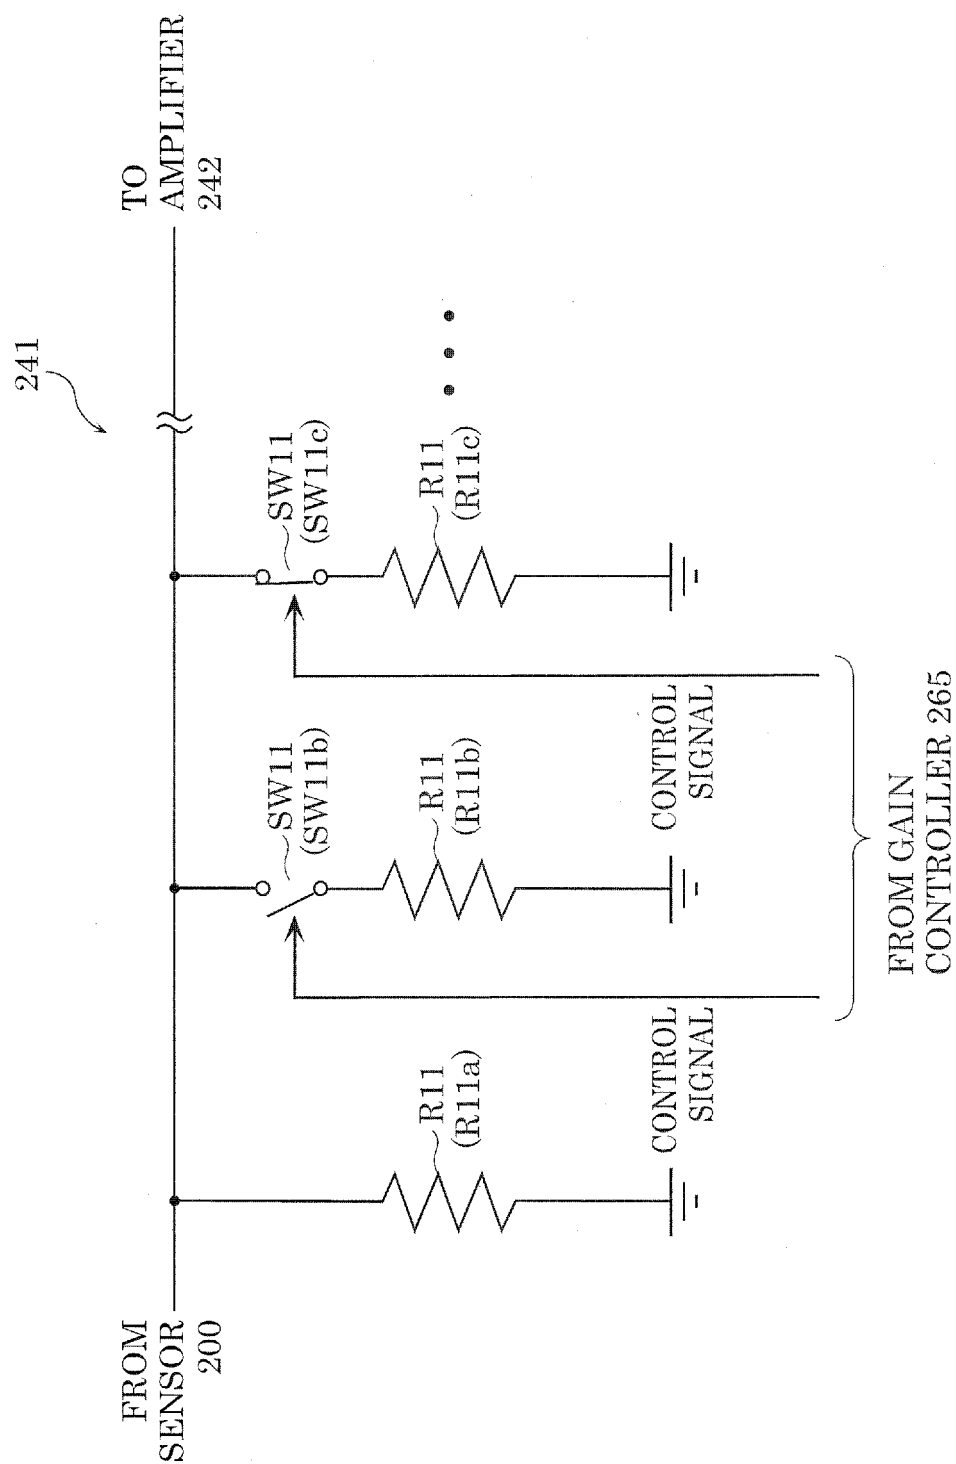 241
FROM
SENSOR
200
TO
AMPLIFIER
242
SW11
(SW11b)
SW11
(SW11c)
R11
(R11a)
R11
(R11b)
R11
(R11c)
CONTROL
SIGNAL
CONTROL
SIGNAL
FROM GAIN
CONTROLLER 265